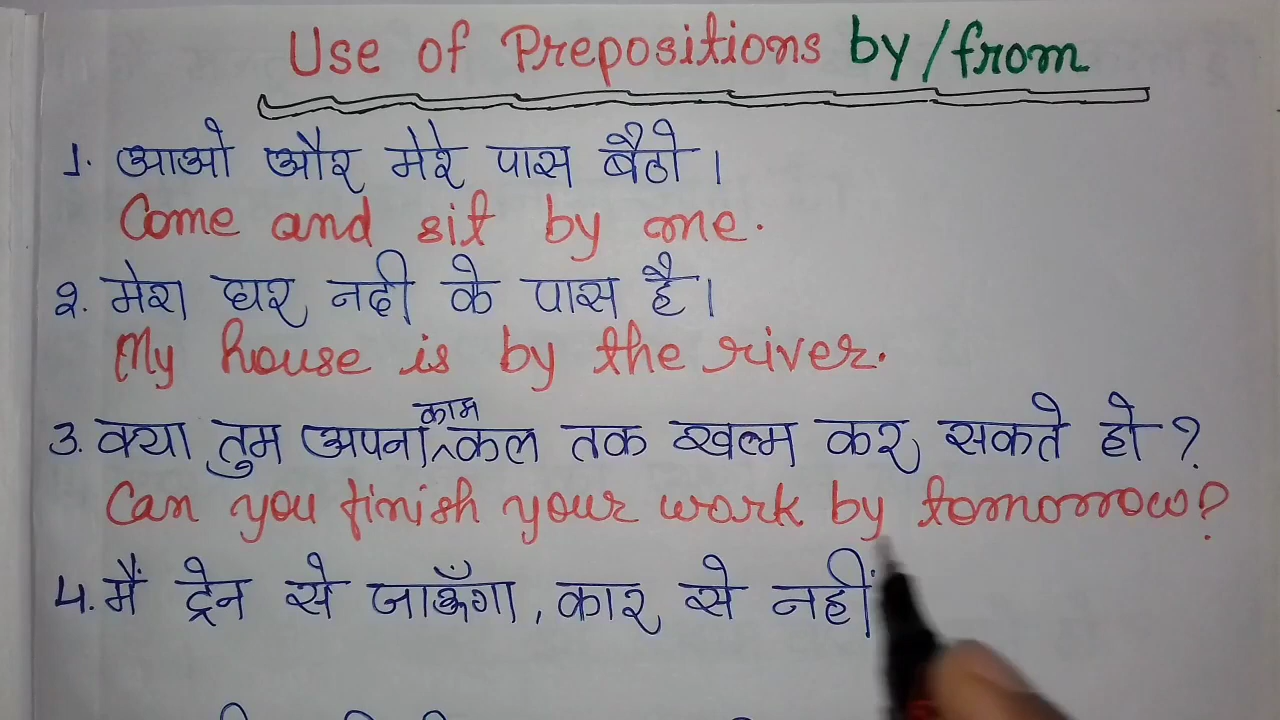 Use of Prepositions by/from
1. आओ और मेरे पास बैठो।
Come and sit by me.
2. मेरा घर नदी के पास है।
My house is by the river.
काम
3. क्या तुम अपना ^ कल तक खत्म कर सकते हो?
Can you finish your work by tomorrow?
4. मैं ट्रेन से जाऊँगा, कार से नहीं